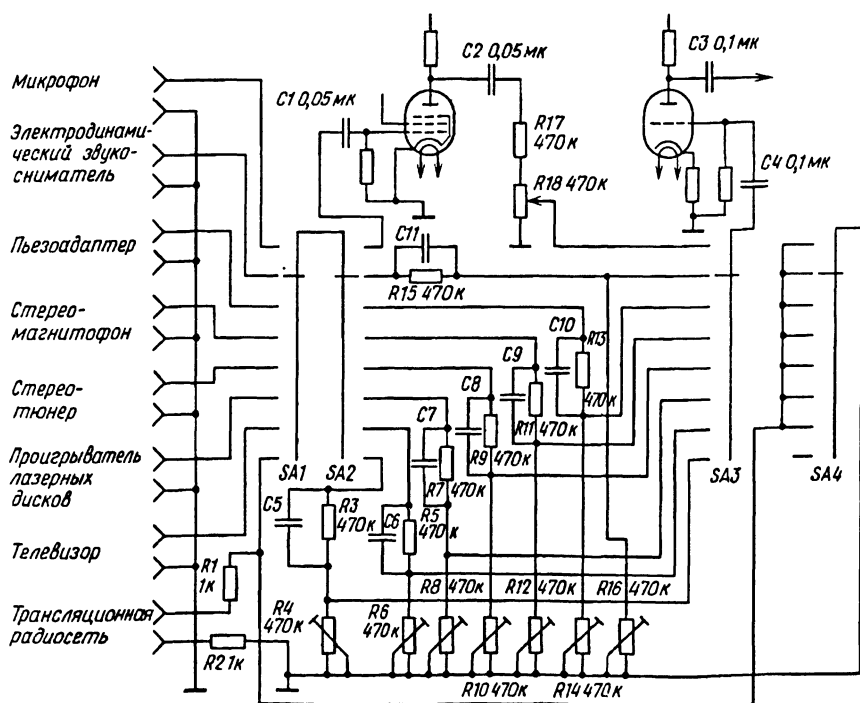 Микрофон
Электродинами-
ческий звуко-
сниматель
Пьезоадаптер
Стерео-
магнитофон
Стерео-
тюнер
Проигрыватель
лазерных
дисков
Телевизор
Трансляционная
радиосеть
C1 0,05 мк
C2 0,05 мк
R17
470 к
R18 470 к
C3 0,1 мк
C4 0,1 мк
C11
R15 470 к
C10
R13
470 к
C9
R11 470 к
C8
R9 470 к
C7
R7 470 к
SA1
SA2
SA3
SA4
C5
R3
470 к
C6
R5
470 к
R1
1 к
R4
470 к
R6
470 к
R8 470 к
R12 470 к
R16 470 к
R2 1 к
R10 470 к
R14 470 к